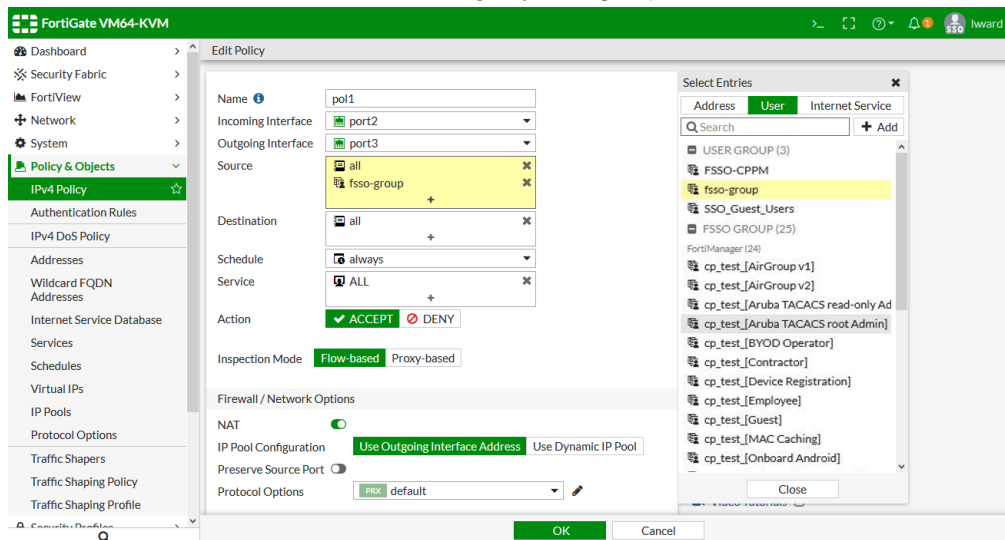 FortiGate VM64-KVM
>_
1
sso
lward
Dashboard
Security Fabric
FortiView
Network
System
Policy & Objects
IPv4 Policy
Authentication Rules
IPv4 DoS Policy
Addresses
Wildcard FQDN
Addresses
Internet Service Database
Services
Schedules
Virtual IPs
IP Pools
Protocol Options
Traffic Shapers
Traffic Shaping Policy
Traffic Shaping Profile
Security Profiles
Edit Policy
Name
pol1
Incoming Interface
port2
Outgoing Interface
port3
Source
all
fsso-group
+
Destination
all
+
Schedule
always
Service
ALL
+
Action
ACCEPT
DENY
Inspection Mode
Flow-based
Proxy-based
Firewall / Network Options
NAT
IP Pool Configuration
Use Outgoing Interface Address
Use Dynamic IP Pool
Preserve Source Port
Protocol Options
PRX default
OK
Cancel
Select Entries
Address
User
Internet Service
Search
+ Add
USER GROUP (3)
FSSO-CPPM
fsso-group
SSO_Guest_Users
FSSO GROUP (25)
FortiManager (24)
cp_test_[AirGroup v1]
cp_test_[AirGroup v2]
cp_test_[Aruba TACACS read-only Ad
cp_test_[Aruba TACACS root Admin]
cp_test_[BYOD Operator]
cp_test_[Contractor]
cp_test_[Device Registration]
cp_test_[Employee]
cp_test_[Guest]
cp_test_[MAC Caching]
cp_test_[Onboard Android]
Close